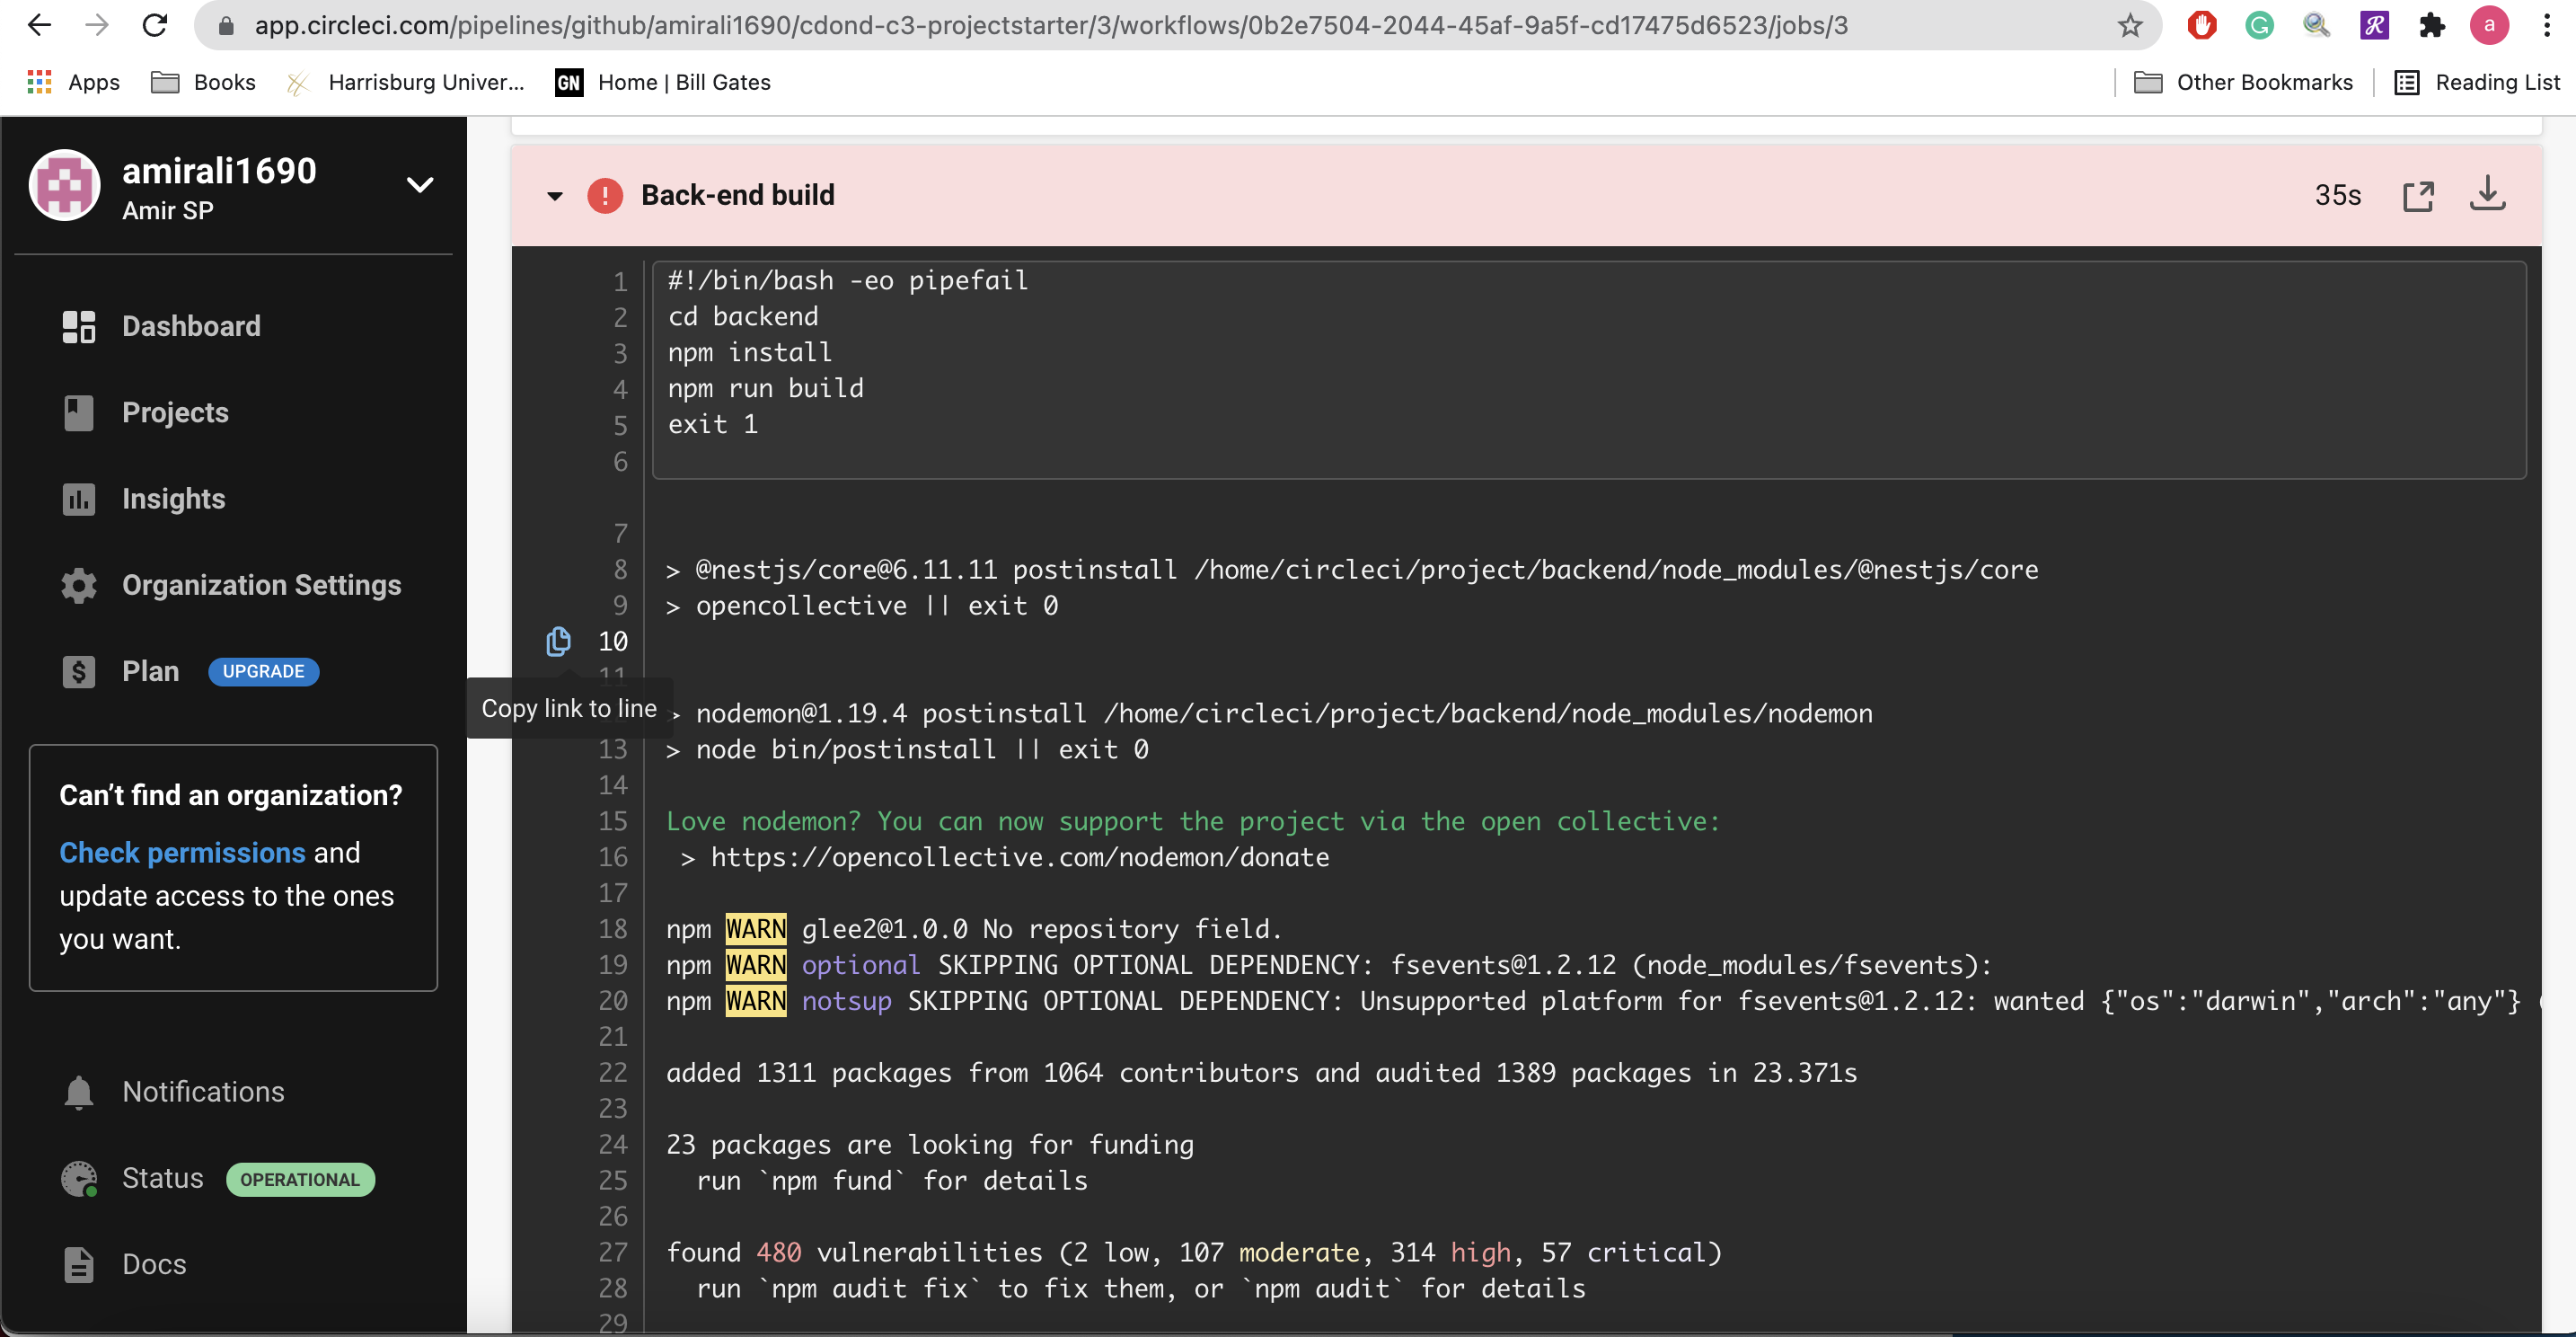 app.circleci.com/pipelines/github/amirali1690/cdond-c3-projectstarter/3/workflows/0b2e7504-2044-45af-9a5f-cd17475d6523/jobs/3
a
Apps
Books
Harrisburg Univer...
GN Home | Bill Gates
Other Bookmarks
Reading List
amirali1690
Amir SP
Dashboard
Projects
Insights
Organization Settings
Plan UPGRADE
Can't find an organization?
Check permissions and
update access to the ones
you want.
Notifications
Status OPERATIONAL
Docs
Back-end build
35s
1 #!/bin/bash -eo pipefail
2 cd backend
3 npm install
4 npm run build
5 exit 1
6
7
8 > @nestjs/core@6.11.11 postinstall /home/circleci/project/backend/node_modules/@nestjs/core
9 > opencollective || exit 0
10
11
Copy link to line
> nodemon@1.19.4 postinstall /home/circleci/project/backend/node_modules/nodemon
13 > node bin/postinstall || exit 0
14
15 Love nodemon? You can now support the project via the open collective:
16 > https://opencollective.com/nodemon/donate
17
18 npm WARN glee2@1.0.0 No repository field.
19 npm WARN optional SKIPPING OPTIONAL DEPENDENCY: fsevents@1.2.12 (node_modules/fsevents):
20 npm WARN notsup SKIPPING OPTIONAL DEPENDENCY: Unsupported platform for fsevents@1.2.12: wanted {"os":"darwin","arch":"any"} (
21
22 added 1311 packages from 1064 contributors and audited 1389 packages in 23.371s
23
24 23 packages are looking for funding
25 run `npm fund` for details
26
27 found 480 vulnerabilities (2 low, 107 moderate, 314 high, 57 critical)
28 run `npm audit fix` to fix them, or `npm audit` for details
29